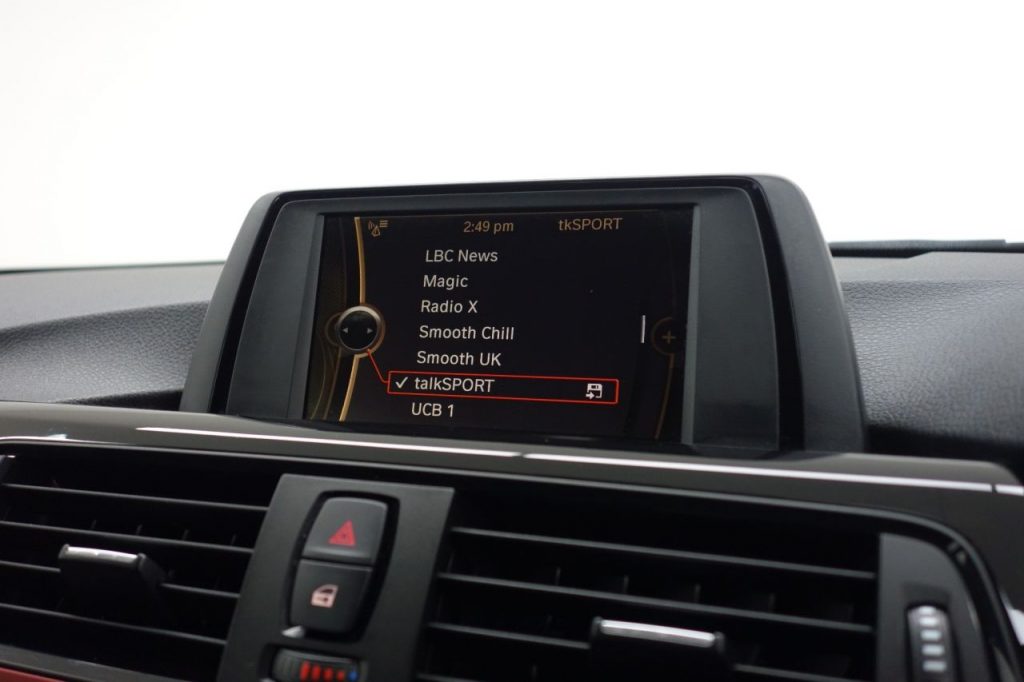 2:49 pm tkSPORT
LBC News
Magic
Radio X
Smooth Chill
Smooth UK
✓ talkSPORT
UCB 1